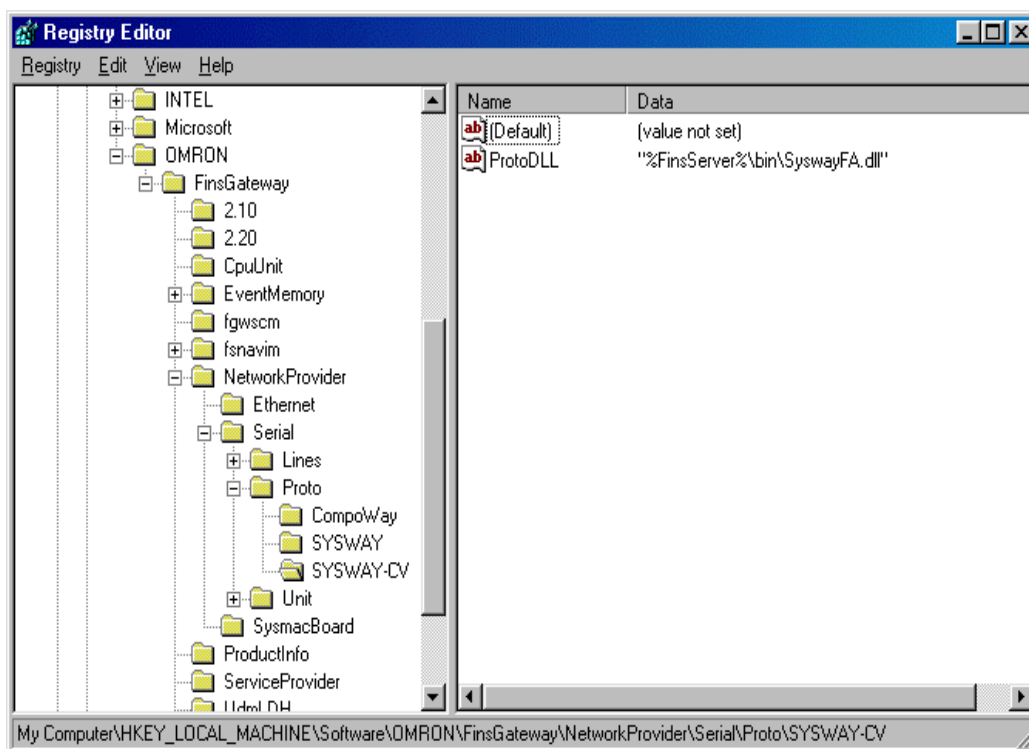 Registry Editor
Registry Edit View Help
INTEL
Microsoft
OMRON
FinsGateway
2.10
2.20
CpuUnit
EventMemory
fgwscm
fsnavim
NetworkProvider
Ethernet
Serial
Lines
Proto
CompoWay
SYSWAY
SYSWAY-CV
Unit
SysmacBoard
ProductInfo
ServiceProvider
Name Data
ab (Default) (value not set)
ab ProtoDLL "%FinsServer%\bin\SyswayFA.dll"
My Computer\HKEY_LOCAL_MACHINE\Software\OMRON\FinsGateway\NetworkProvider\Serial\Proto\SYSWAY-CV